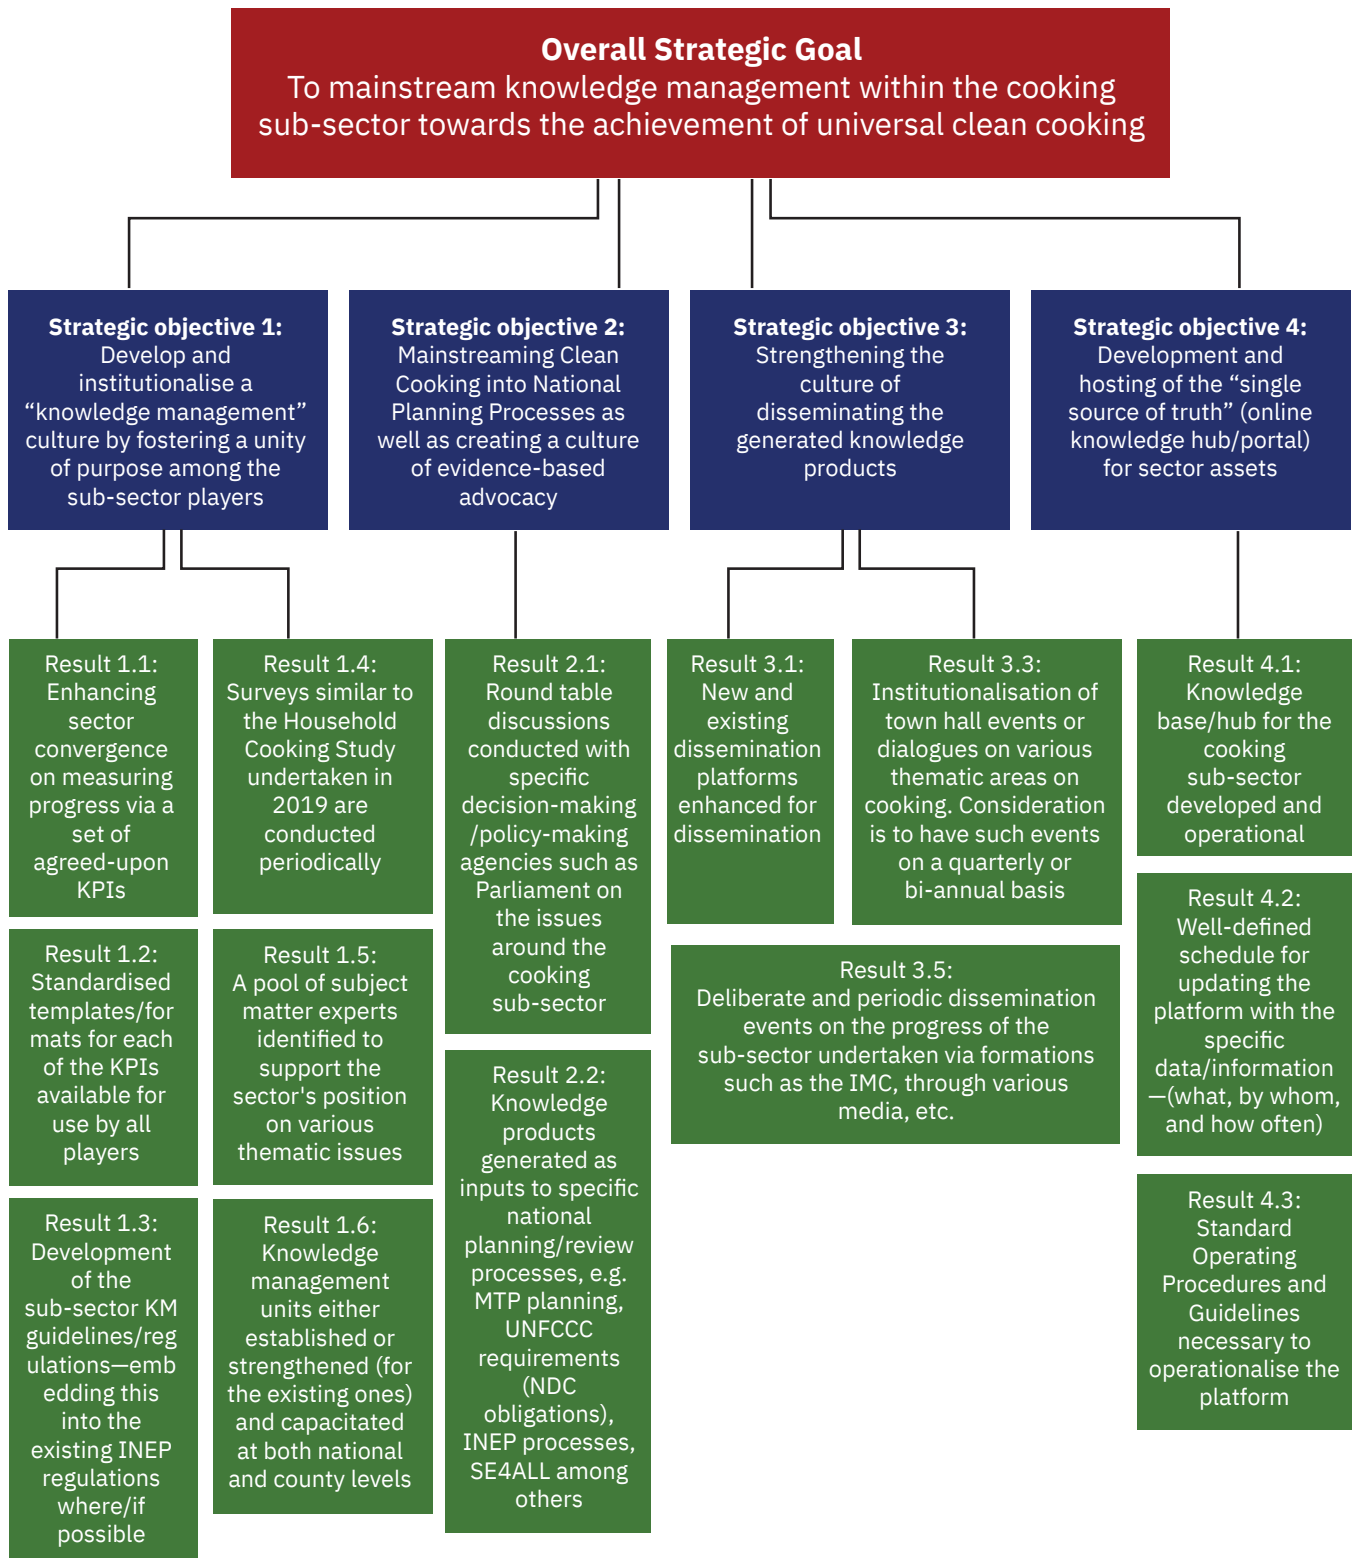 Overall Strategic Goal
To mainstream knowledge management within the cooking
sub-sector towards the achievement of universal clean cooking
Strategic objective 1:
Develop and
institutionalise a
“knowledge management”
culture by fostering a unity
of purpose among the
sub-sector players
Strategic objective 2:
Mainstreaming Clean
Cooking into National
Planning Processes as
well as creating a culture
of evidence-based
advocacy
Strategic objective 3:
Strengthening the
culture of
disseminating the
generated knowledge
products
Strategic objective 4:
Development and
hosting of the “single
source of truth” (online
knowledge hub/portal)
for sector assets
Result 1.1:
Enhancing
sector
convergence
on measuring
progress via a
set of
agreed-upon
KPIs
Result 1.2:
Standardised
templates/for
mats for each
of the KPIs
available for
use by all
players
Result 1.3:
Development
of the
sub-sector KM
guidelines/reg
ulations—emb
edding this
into the
existing INEP
regulations
where/if
possible
Result 1.4:
Surveys similar to
the Household
Cooking Study
undertaken in
2019 are
conducted
periodically
Result 1.5:
A pool of subject
matter experts
identified to
support the
sector's position
on various
thematic issues
Result 1.6:
Knowledge
management
units either
established or
strengthened (for
the existing ones)
and capacitated
at both national
and county levels
Result 2.1:
Round table
discussions
conducted with
specific
decision-making
/policy-making
agencies such as
Parliament on
the issues
around the
cooking
sub-sector
Result 2.2:
Knowledge
products
generated as
inputs to specific
national
planning/review
processes, e.g.
MTP planning,
UNFCCC
requirements
(NDC
obligations),
INEP processes,
SE4ALL among
others
Result 3.1:
New and
existing
dissemination
platforms
enhanced for
dissemination
Result 3.3:
Institutionalisation of
town hall events or
dialogues on various
thematic areas on
cooking. Consideration
is to have such events
on a quarterly or
bi-annual basis
Result 3.5:
Deliberate and periodic dissemination
events on the progress of the
sub-sector undertaken via formations
such as the IMC, through various
media, etc.
Result 4.1:
Knowledge
base/hub for the
cooking
sub-sector
developed and
operational
Result 4.2:
Well-defined
schedule for
updating the
platform with the
specific
data/information
—(what, by whom,
and how often)
Result 4.3:
Standard
Operating
Procedures and
Guidelines
necessary to
operationalise the
platform